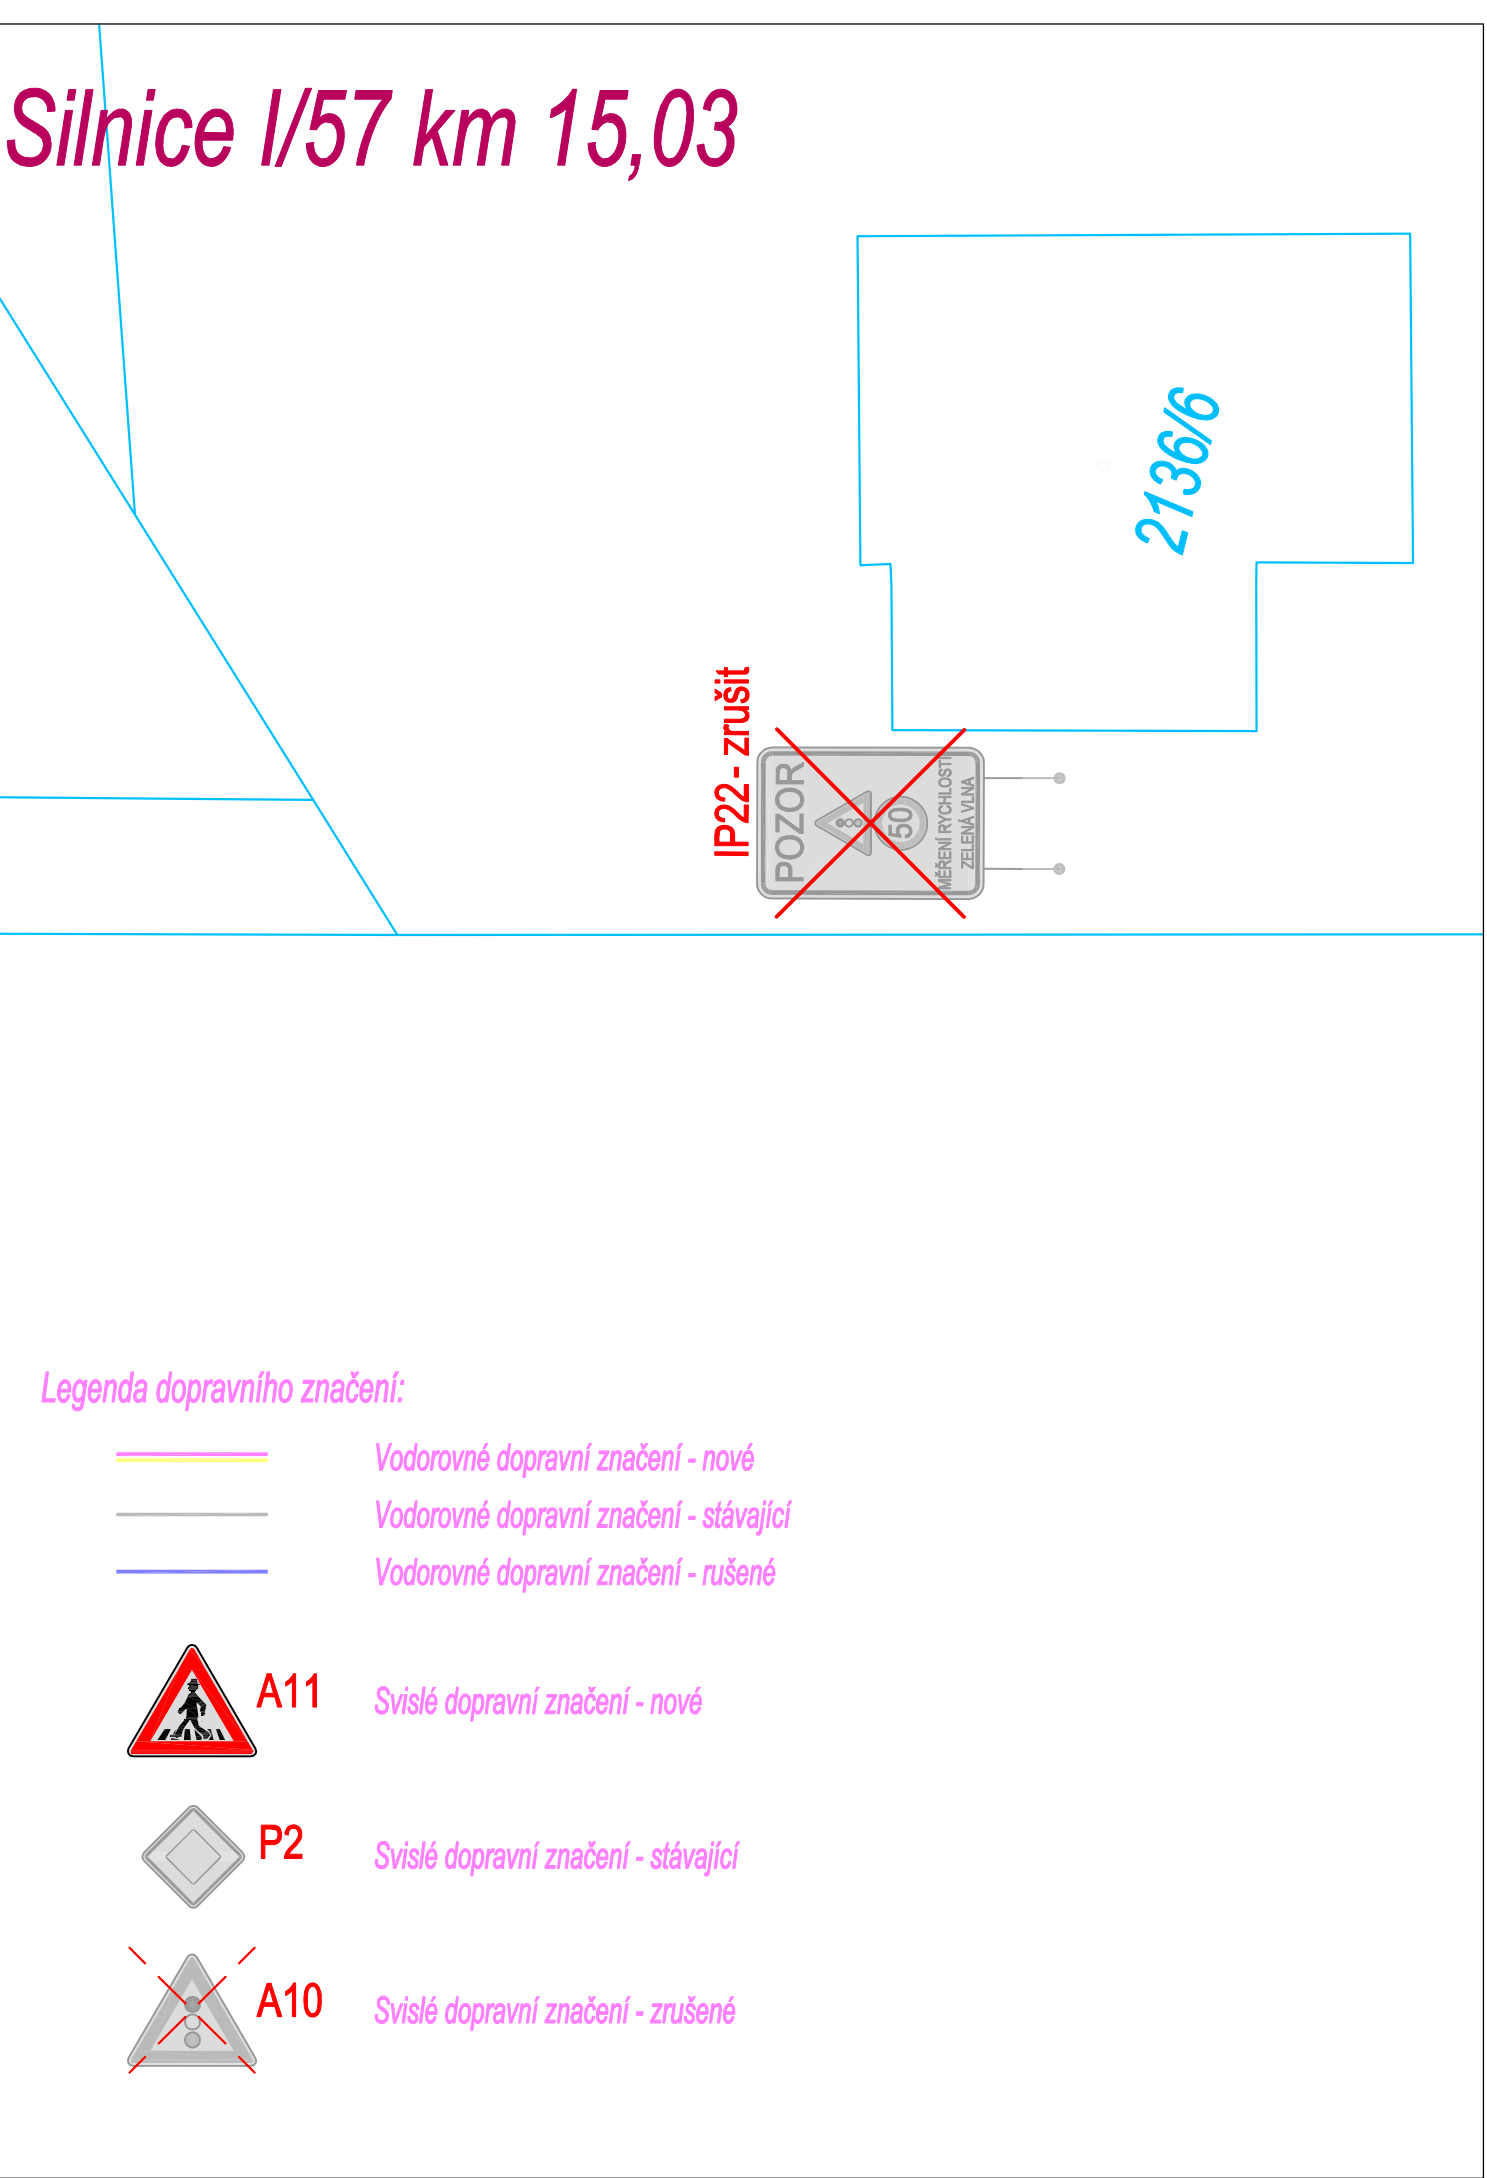 Silnice I/57 km 15,03
2136/6
IP22- zrušit
POZOR
50
MĚŘENÍ RYCHLOSTI
ZELENÁ VLNA
Legenda dopravního značení:
Vodorovné dopravní značení - nové
Vodorovné dopravní značení - stávající
Vodorovné dopravní značení - rušené
A11
Svislé dopravní značení - nové
P2
Svislé dopravní značení - stávající
A10
Svislé dopravní značení - zrušené